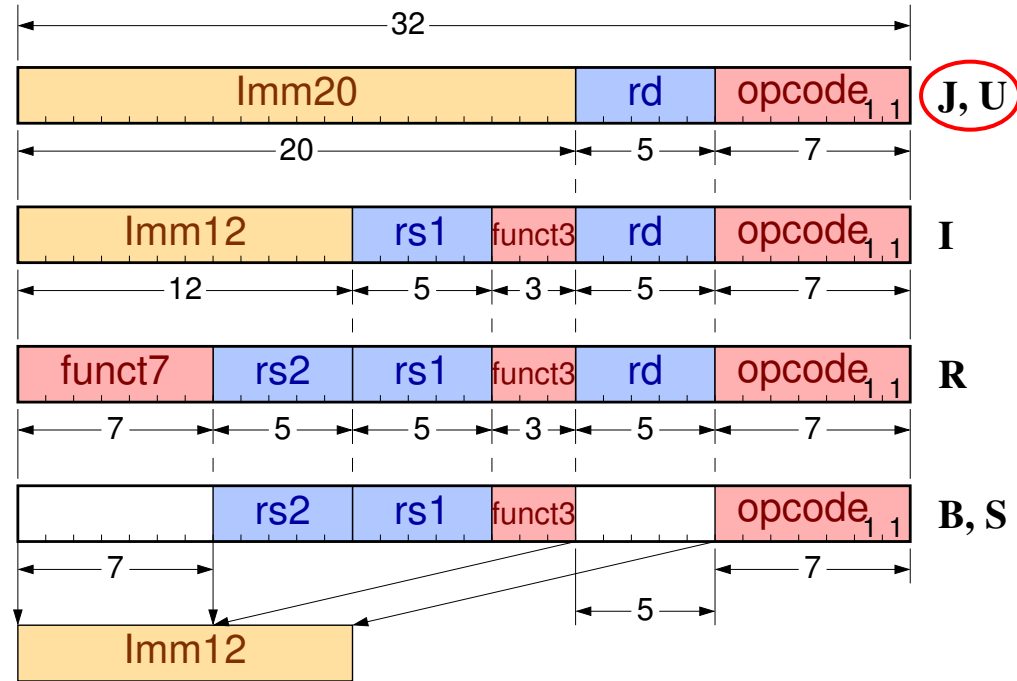 32
Imm20 rd opcode 1 1 J, U
20 5 7
Imm12 rs1 funct3 rd opcode 1 1 I
12 5 3 5 7
funct7 rs2 rs1 funct3 rd opcode 1 1 R
7 5 5 3 5 7
rs2 rs1 funct3 opcode 1 1 B, S
7 7
5
Imm12